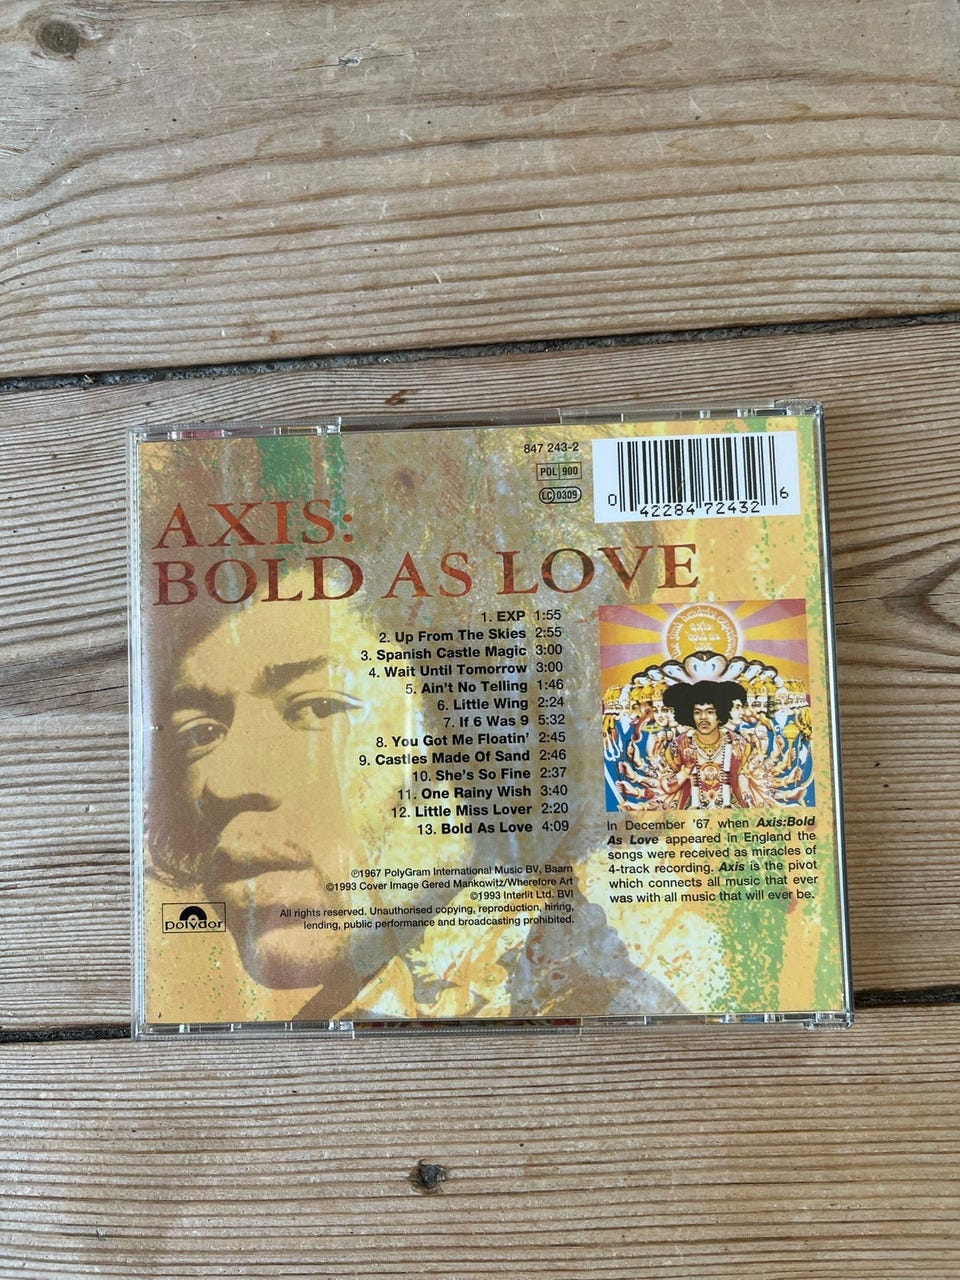 847 243-2
POL 900
LC 0309
0 42284 72432 6
AXIS:
BOLD AS LOVE
1. EXP 1:55
2. Up From The Skies 2:55
3. Spanish Castle Magic 3:00
4. Wait Until Tomorrow 3:00
5. Ain't No Telling 1:46
6. Little Wing 2:24
7. If 6 Was 9 5:32
8. You Got Me Floatin' 2:45
9. Castles Made Of Sand 2:46
10. She's So Fine 2:37
11. One Rainy Wish 3:40
12. Little Miss Lover 2:20
13. Bold As Love 4:09
the jimi hendrix experience
axis:
bold as
love
In December '67 when Axis:Bold
As Love appeared in England the
songs were received as miracles of
4-track recording. Axis is the pivot
which connects all music that ever
was with all music that will ever be.
℗1967 PolyGram International Music BV, Baarn
©1993 Cover Image Gered Mankowitz/Wherefore Art
©1993 Interlit Ltd. BVI
All rights reserved. Unauthorised copying, reproduction, hiring,
lending, public performance and broadcasting prohibited.
polydor